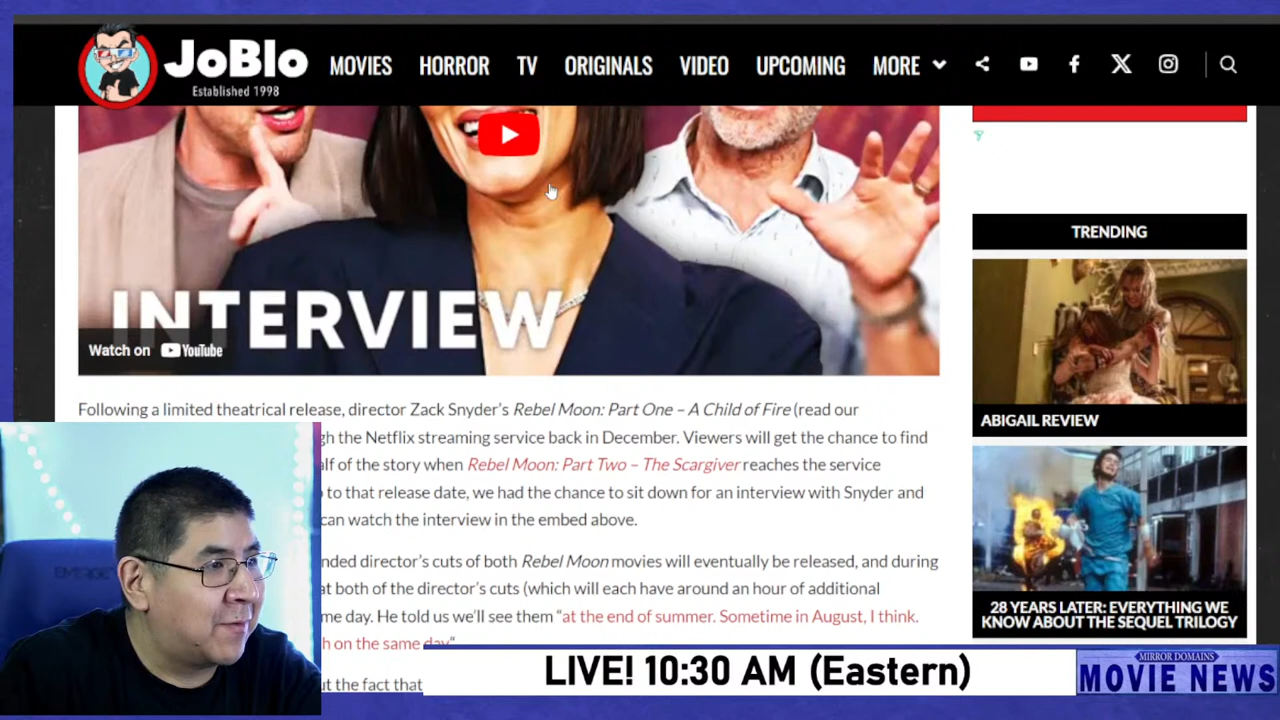 JoBlo
Established 1998
MOVIES HORROR TV ORIGINALS VIDEO UPCOMING MORE
INTERVIEW
Watch on YouTube
Following a limited theatrical release, director Zack Snyder's Rebel Moon: Part One – A Child of Fire (read our
gh the Netflix streaming service back in December. Viewers will get the chance to find
alf of the story when Rebel Moon: Part Two – The Scargiver reaches the service
to that release date, we had the chance to sit down for an interview with Snyder and
can watch the interview in the embed above.
nded director's cuts of both Rebel Moon movies will eventually be released, and during
at both of the director's cuts (which will each have around an hour of additional
me day. He told us we'll see them "at the end of summer. Sometime in August, I think.
h on the same day"
ut the fact that
TRENDING
ABIGAIL REVIEW
28 YEARS LATER: EVERYTHING WE
KNOW ABOUT THE SEQUEL TRILOGY
LIVE! 10:30 AM (Eastern)
MIRROR DOMAINS
MOVIE NEWS